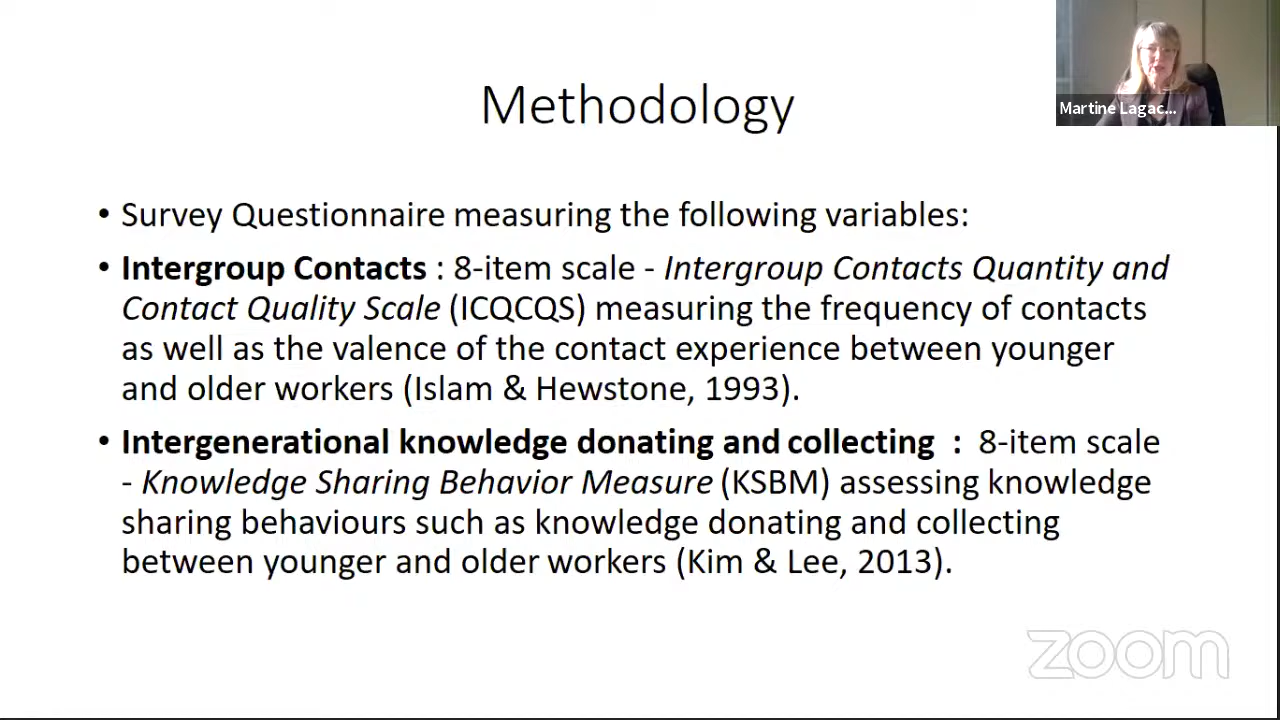 Methodology
Martine Lagac...
• Survey Questionnaire measuring the following variables:
• Intergroup Contacts : 8-item scale - Intergroup Contacts Quantity and
Contact Quality Scale (ICQCQS) measuring the frequency of contacts
as well as the valence of the contact experience between younger
and older workers (Islam & Hewstone, 1993).
• Intergenerational knowledge donating and collecting : 8-item scale
- Knowledge Sharing Behavior Measure (KSBM) assessing knowledge
sharing behaviours such as knowledge donating and collecting
between younger and older workers (Kim & Lee, 2013).
zoom